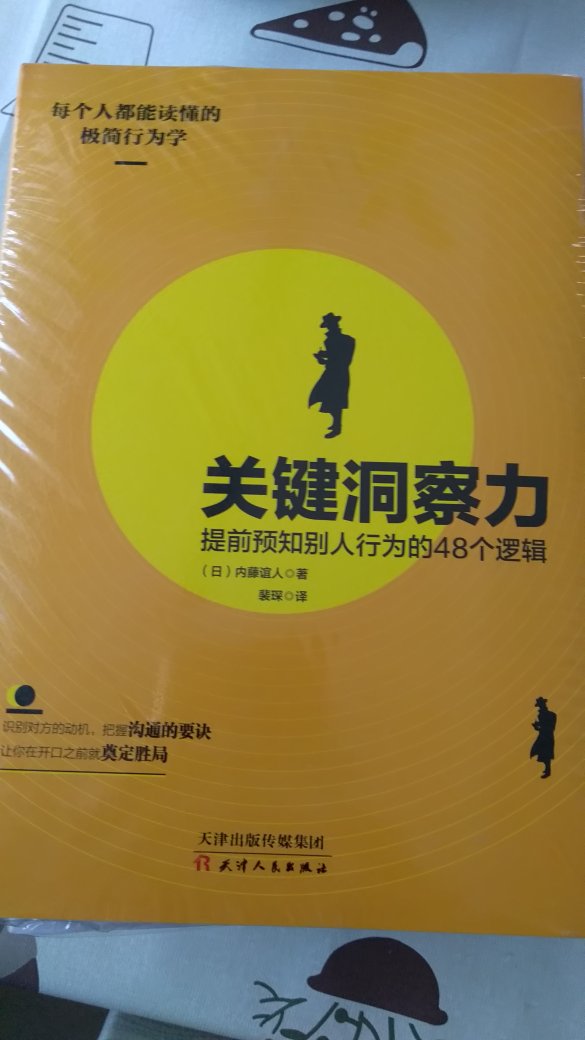 每个人都能读懂的
极简行为学
关键洞察力
提前预知别人行为的48个逻辑
（日）内藤谊人◎著
裴琛◎译
识别对方的动机，把握沟通的要诀
让你在开口之前就奠定胜局
天津出版传媒集团
天津人民出版社